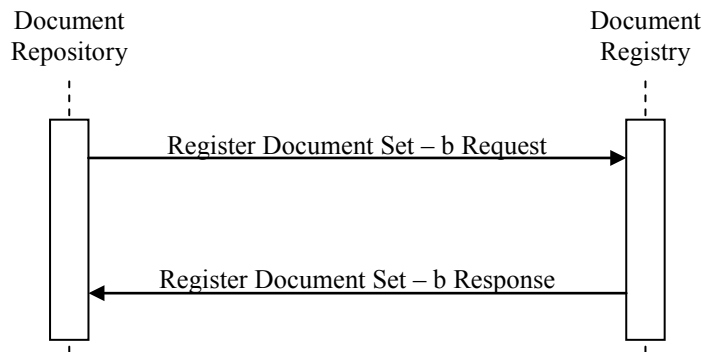 Document
Repository
Document
Registry
Register Document Set – b Request
Register Document Set – b Response